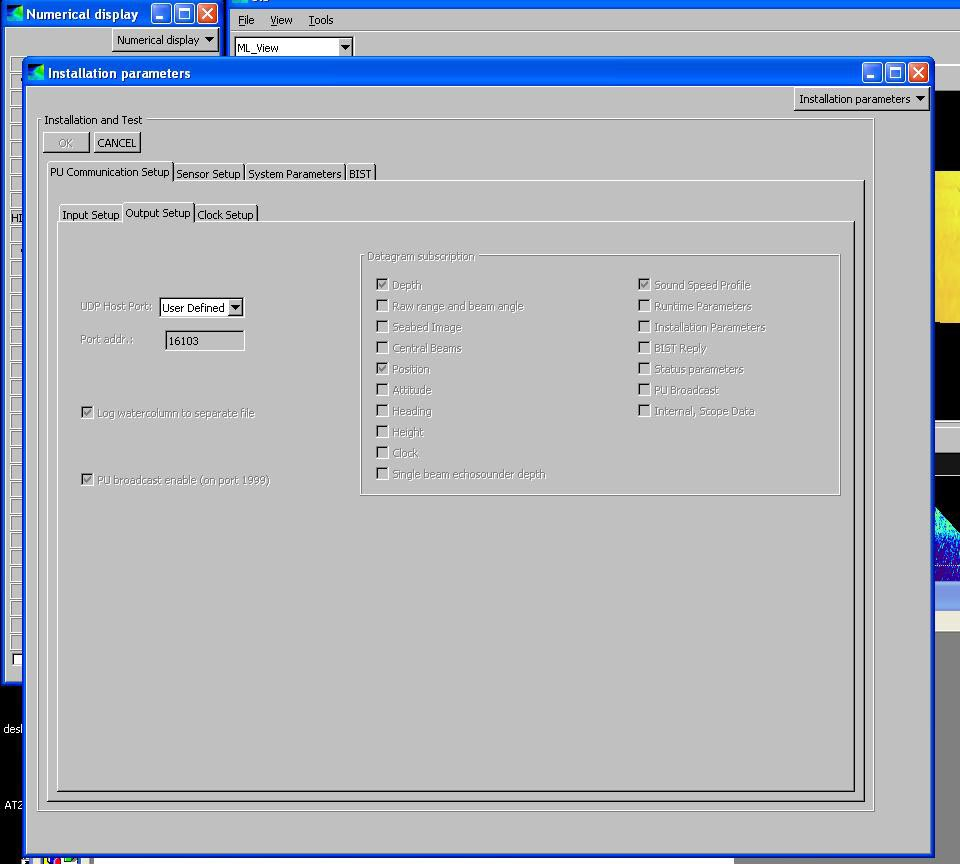 Numerical display
Numerical display
File View Tools
ML_View
Installation parameters
Installation parameters
Installation and Test
OK CANCEL
PU Communication Setup Sensor Setup System Parameters BIST
Input Setup Output Setup Clock Setup
HI
Datagram subscription
UDP Host Port: User Defined
Port addr.: 16103
Log watercolumn to separate file
PU broadcast enable (on port 1999)
Depth
Raw range and beam angle
Seabed Image
Central Beams
Position
Attitude
Heading
Height
Clock
Single beam echosounder depth
Sound Speed Profile
Runtime Parameters
Installation Parameters
BIST Reply
Status parameters
PU Broadcast
Internal, Scope Data
AT2